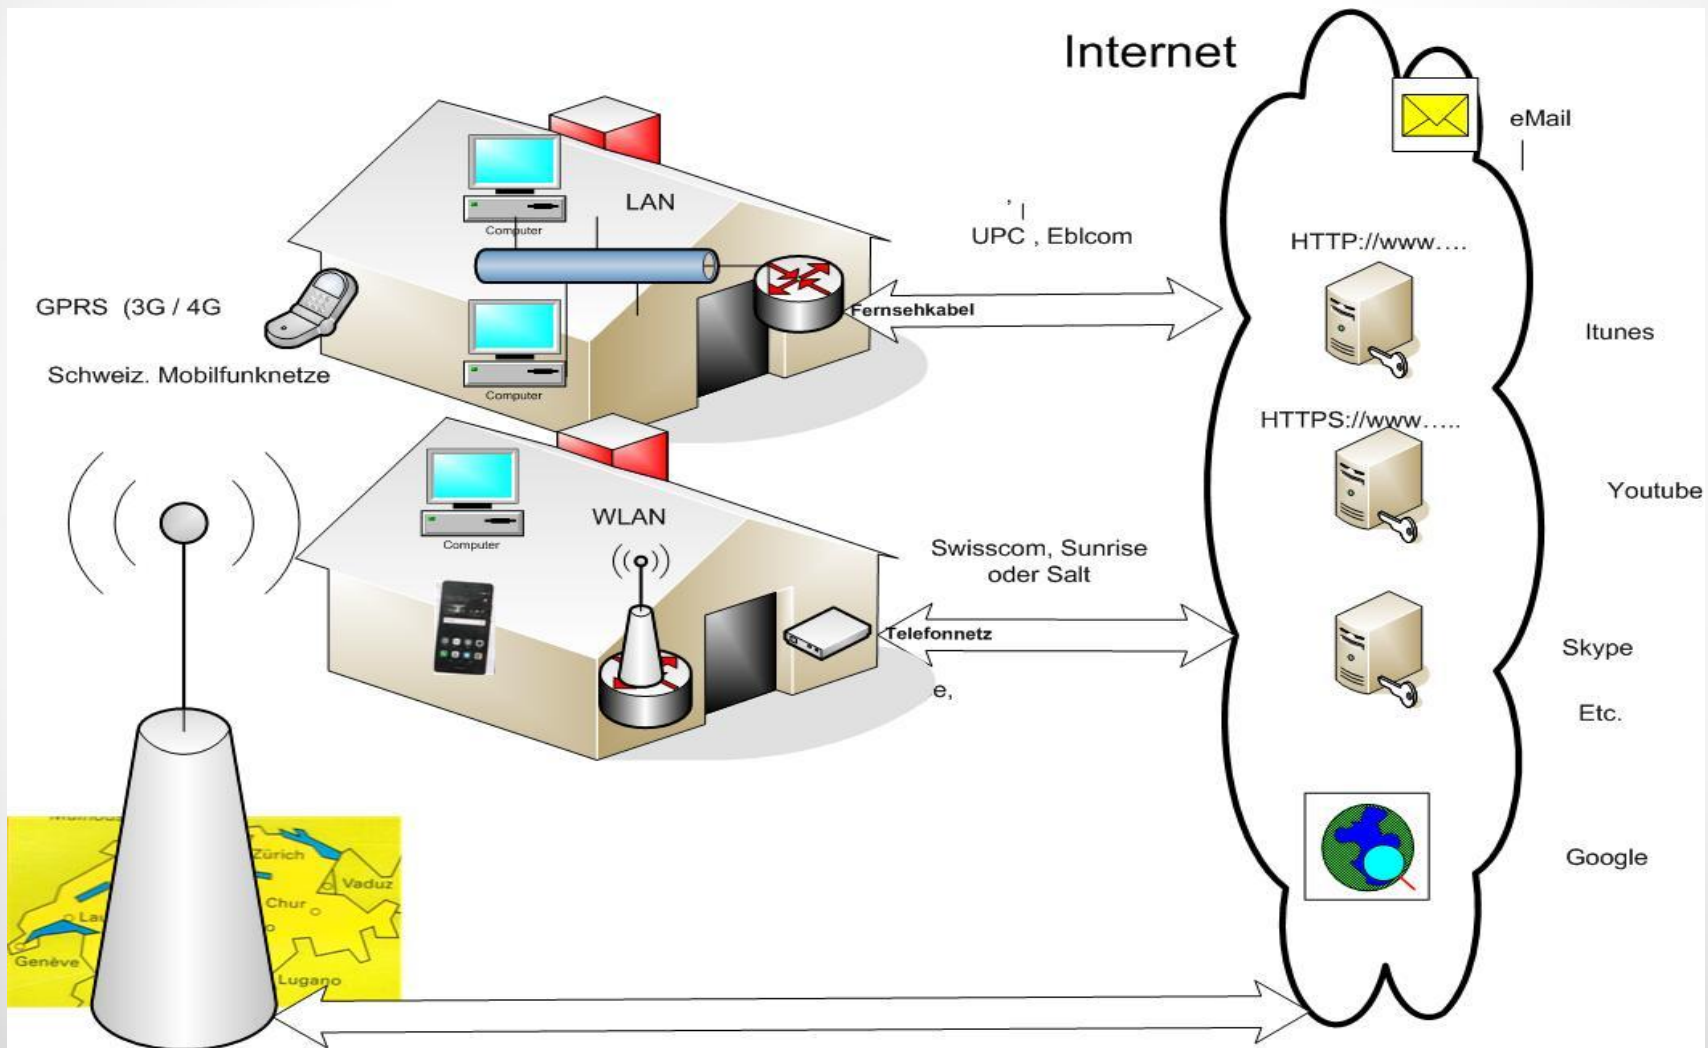 Internet
eMail
LAN
Computer
UPC , Eblcom
HTTP://www….
GPRS (3G / 4G
Fernsehkabel
Itunes
Schweiz. Mobilfunknetze
Computer
HTTPS://www…..
Youtube
WLAN
Computer
Swisscom, Sunrise
oder Salt
Telefonnetz
Skype
e,
Etc.
Zürich
Vaduz
Google
Chur
Lau
Genève
Lugano